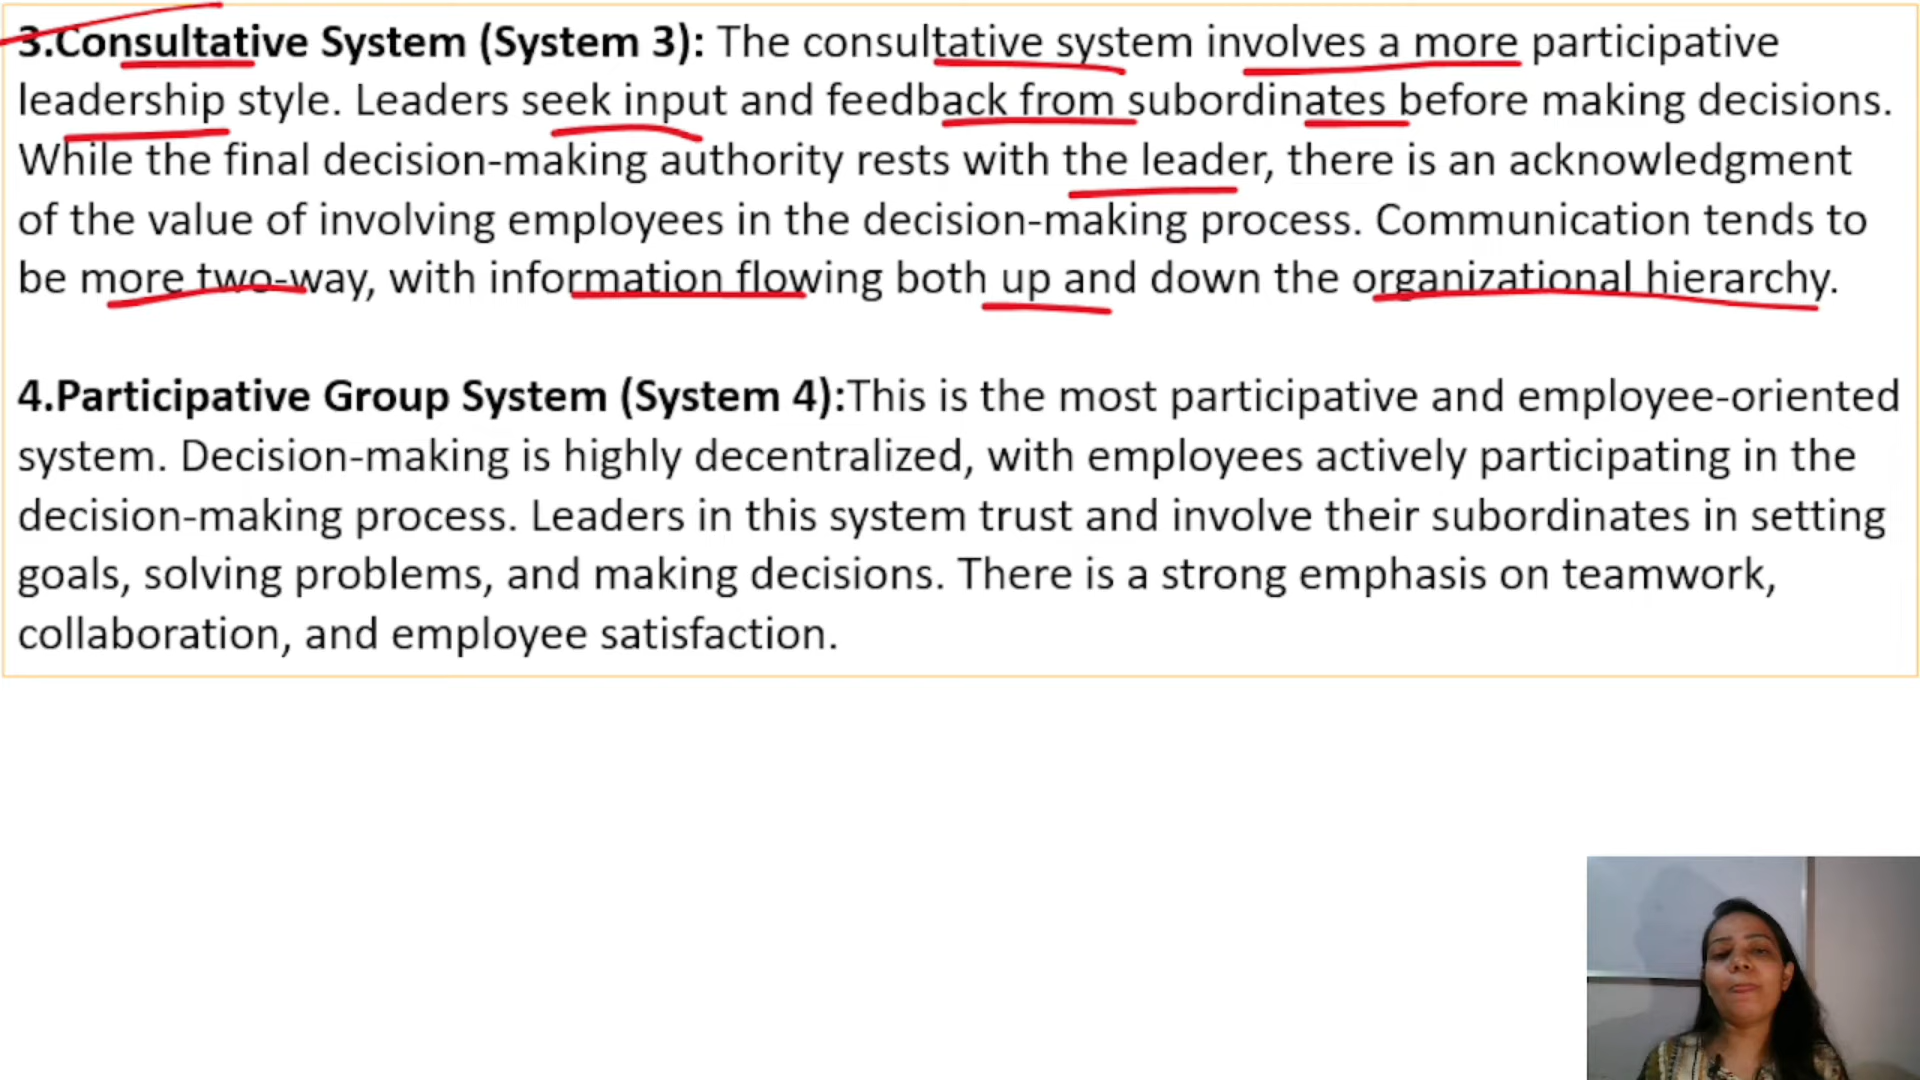 3.Consultative System (System 3): The consultative system involves a more participative
leadership style. Leaders seek input and feedback from subordinates before making decisions.
While the final decision-making authority rests with the leader, there is an acknowledgment
of the value of involving employees in the decision-making process. Communication tends to
be more two-way, with information flowing both up and down the organizational hierarchy.
4.Participative Group System (System 4):This is the most participative and employee-oriented
system. Decision-making is highly decentralized, with employees actively participating in the
decision-making process. Leaders in this system trust and involve their subordinates in setting
goals, solving problems, and making decisions. There is a strong emphasis on teamwork,
collaboration, and employee satisfaction.